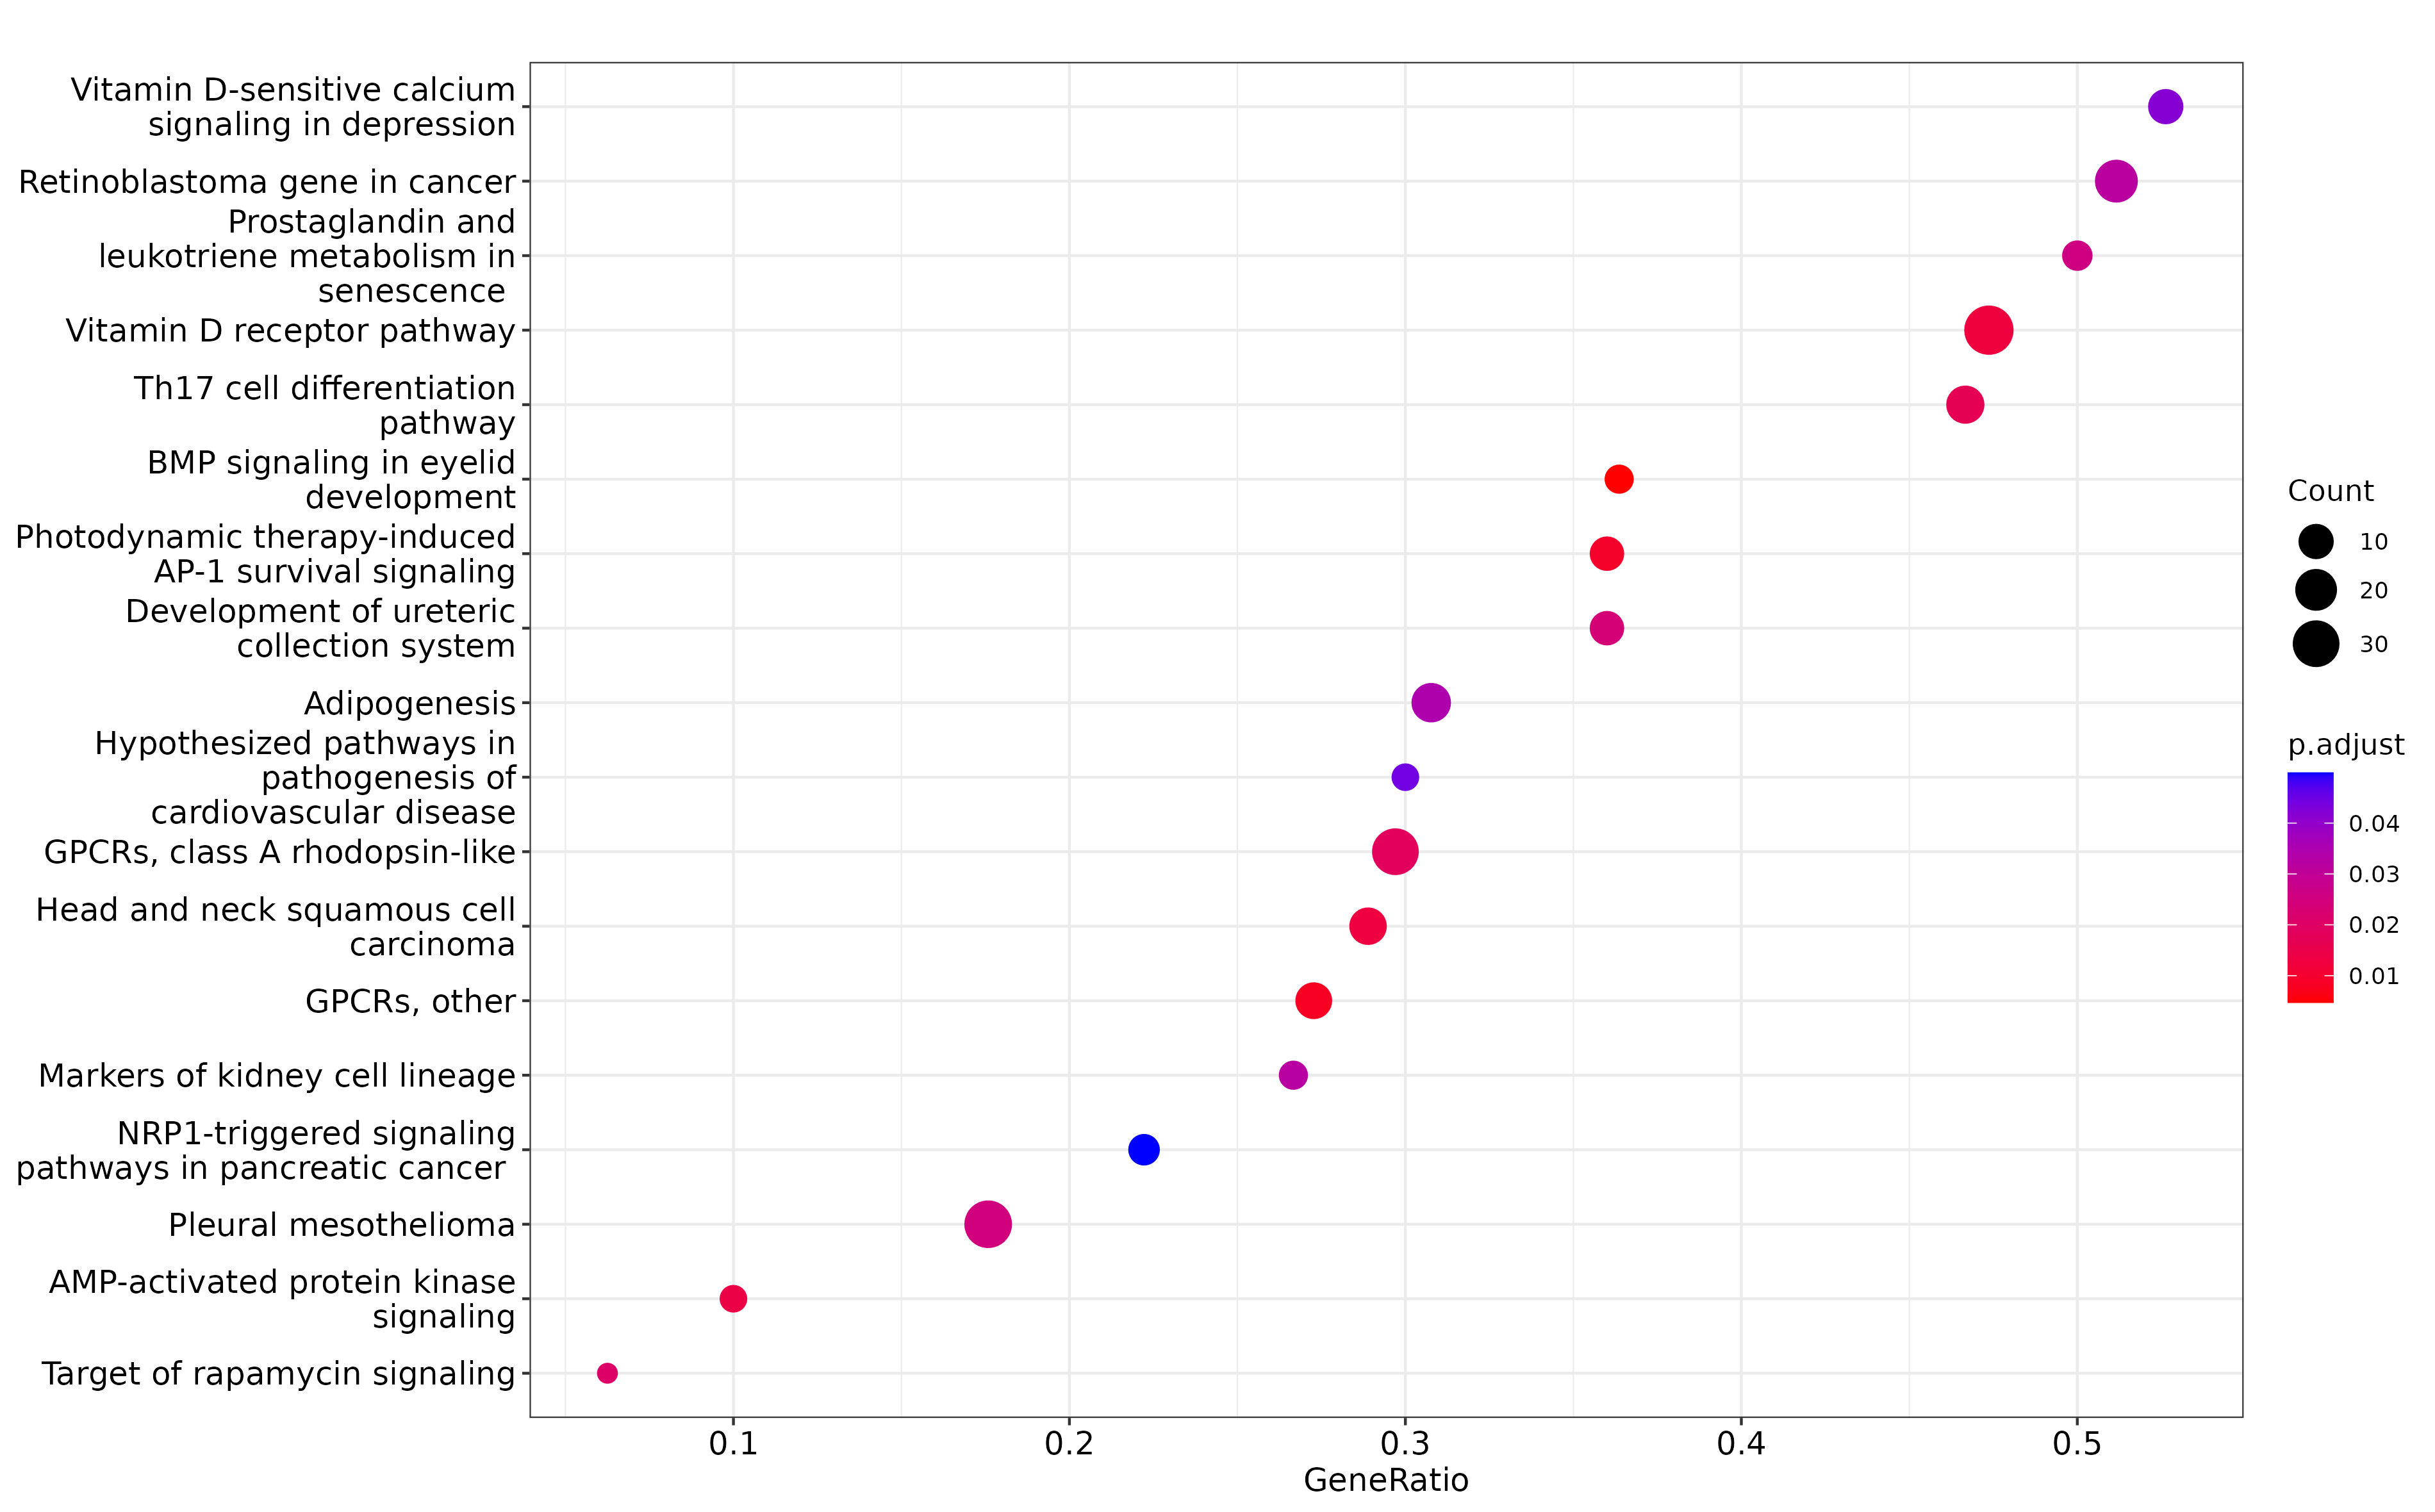 Vitamin D-sensitive calcium
signaling in depression
Retinoblastoma gene in cancer
Prostaglandin and
leukotriene metabolism in
senescence
Vitamin D receptor pathway
Th17 cell differentiation
pathway
BMP signaling in eyelid
development
Photodynamic therapy-induced
AP-1 survival signaling
Development of ureteric
collection system
Adipogenesis
Hypothesized pathways in
pathogenesis of
cardiovascular disease
GPCRs, class A rhodopsin-like
Head and neck squamous cell
carcinoma
GPCRs, other
Markers of kidney cell lineage
NRP1-triggered signaling
pathways in pancreatic cancer
Pleural mesothelioma
AMP-activated protein kinase
signaling
Target of rapamycin signaling
0.1
0.2
0.3
0.4
0.5
GeneRatio
Count
10
20
30
p.adjust
0.04
0.03
0.02
0.01